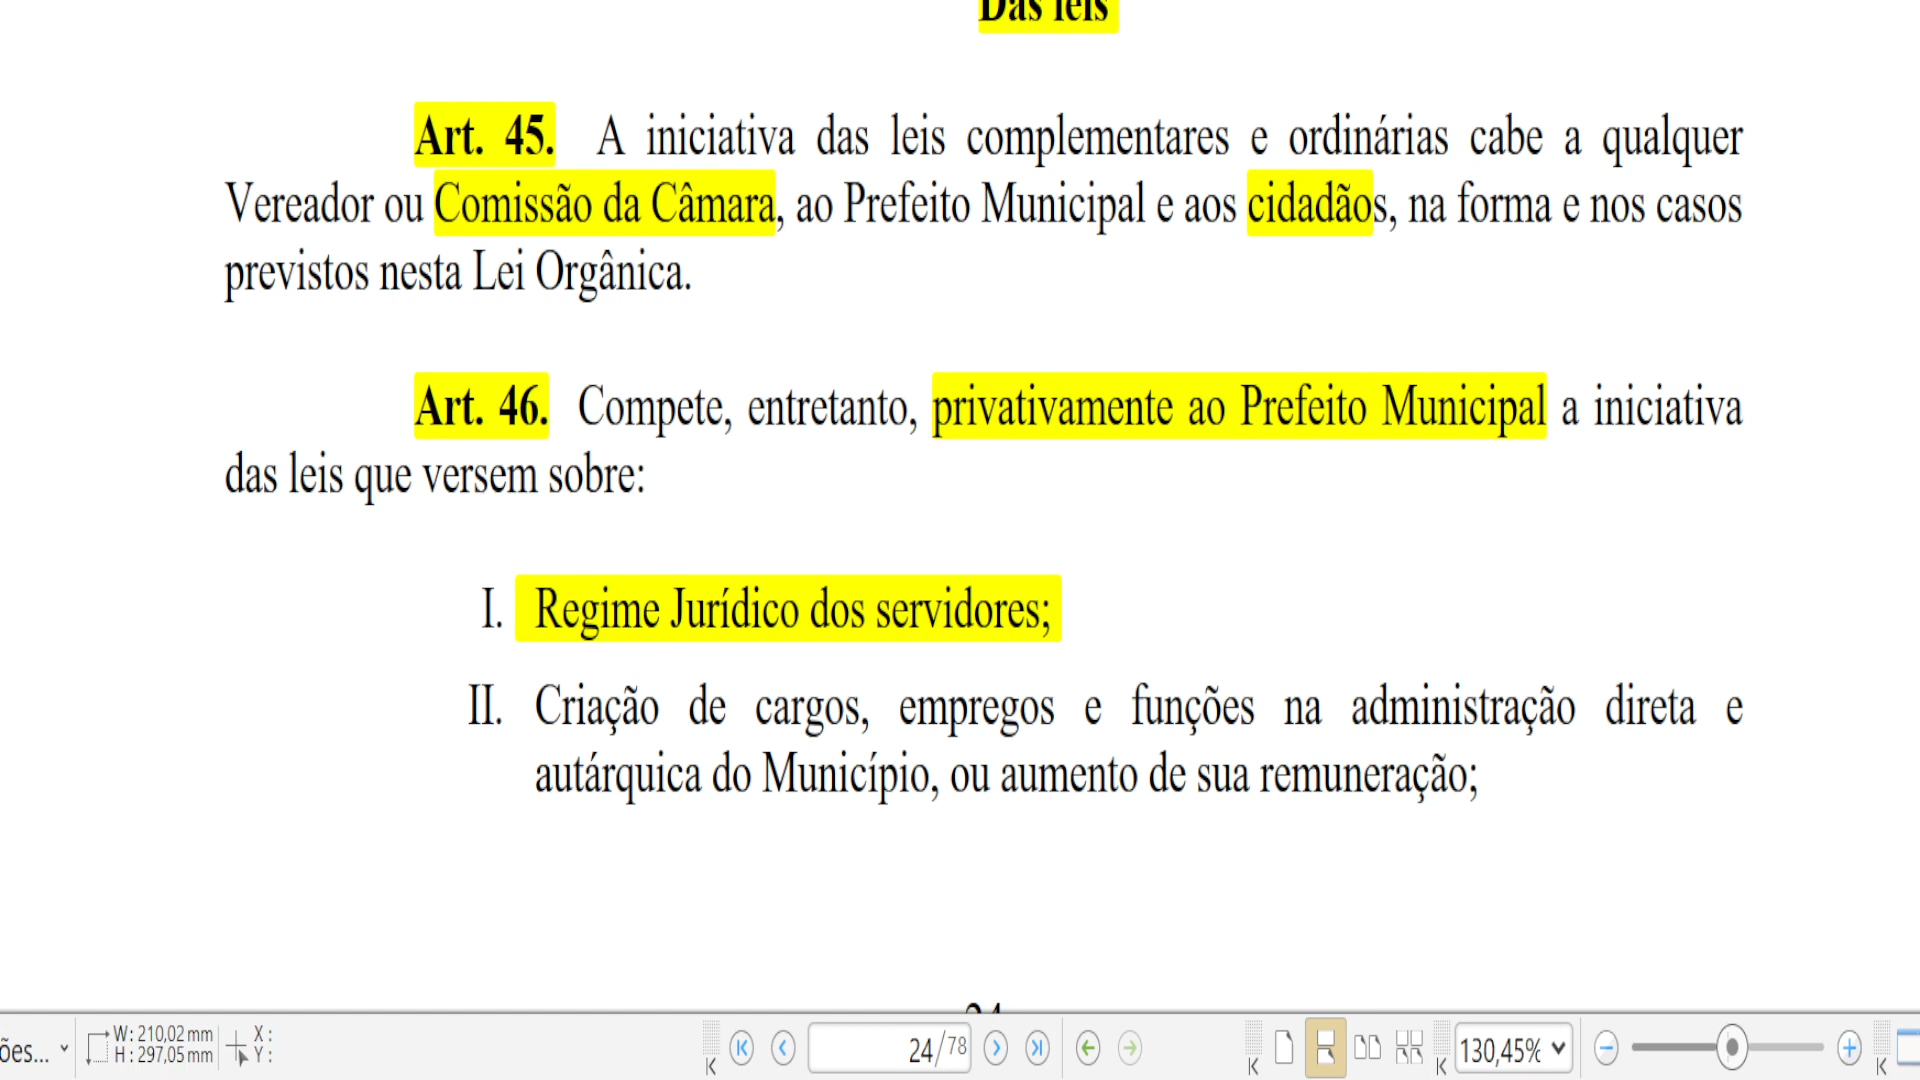 Das leis
Art. 45. A iniciativa das leis complementares e ordinárias cabe a qualquer
Vereador ou Comissão da Câmara, ao Prefeito Municipal e aos cidadãos, na forma e nos casos
previstos nesta Lei Orgânica.
Art. 46. Compete, entretanto, privativamente ao Prefeito Municipal a iniciativa
das leis que versem sobre:
I. Regime Jurídico dos servidores;
II. Criação de cargos, empregos e funções na administração direta e
autárquica do Município, ou aumento de sua remuneração;
24
ões... W: 210,02 mm X: 24/78 130,45%
H: 297,05 mm Y: